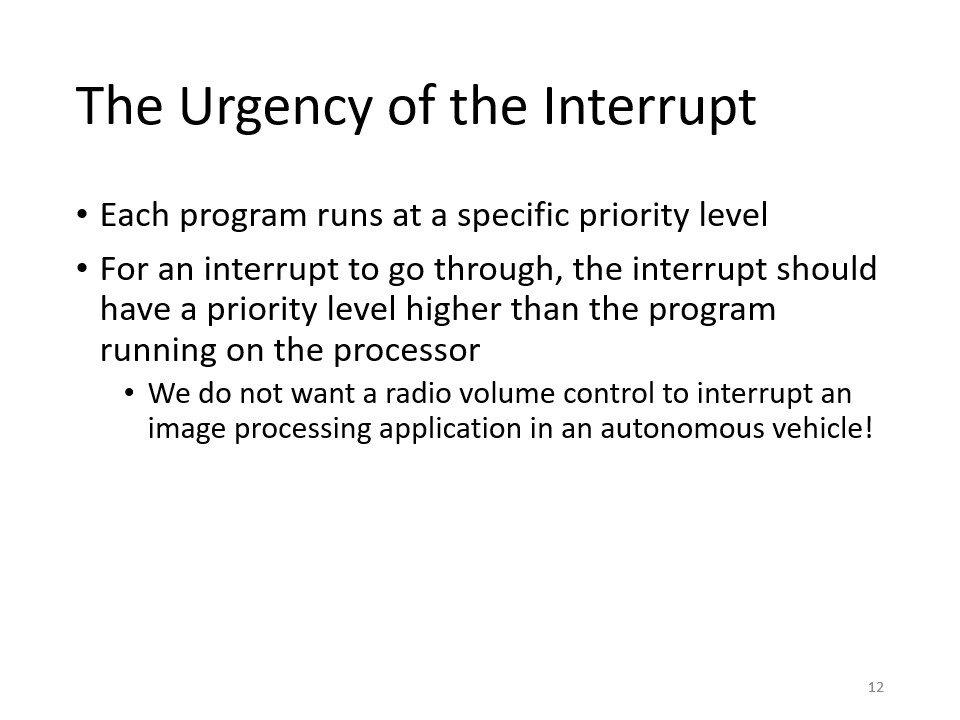 The Urgency of the Interrupt
• Each program runs at a specific priority level
• For an interrupt to go through, the interrupt should
have a priority level higher than the program
running on the processor
• We do not want a radio volume control to interrupt an
image processing application in an autonomous vehicle!
12